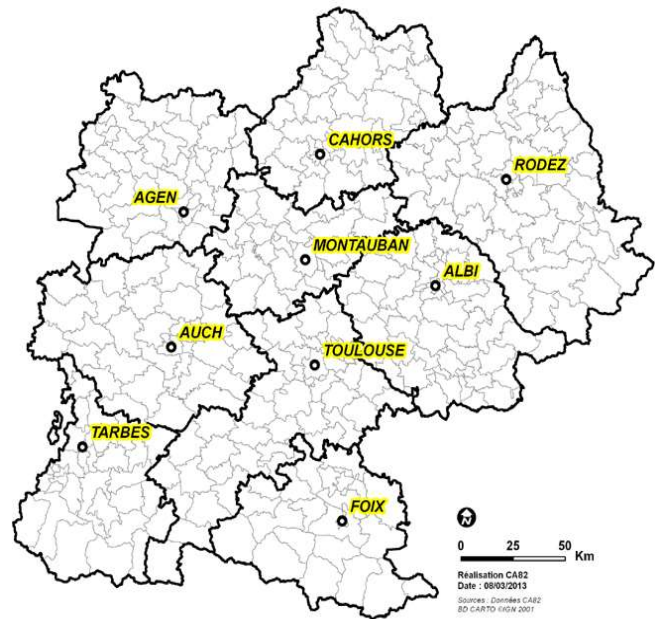 CAHORS
RODEZ
AGEN
MONTAUBAN
ALBI
AUCH
TOULOUSE
TARBES
FOIX
N
0 25 50 Km
Réalisation CA82
Date : 08/03/2013
Sources : Données CA82
BD CARTO ©IGN 2001